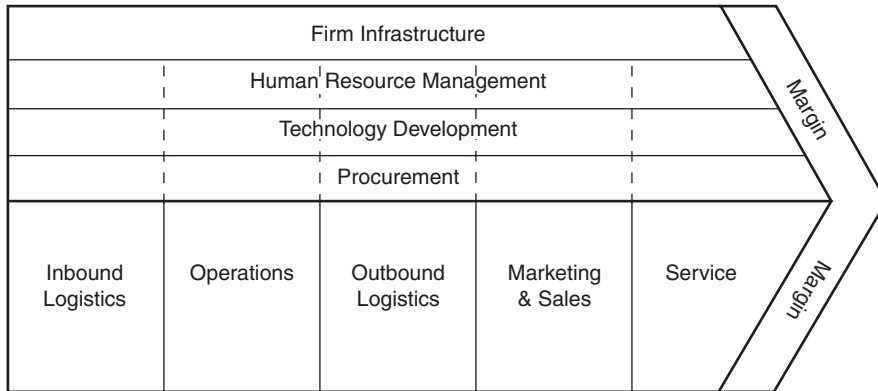 Firm Infrastructure
Human Resource Management
Technology Development
Procurement
Margin
Inbound
Logistics
Operations
Outbound
Logistics
Marketing
& Sales
Service
Margin